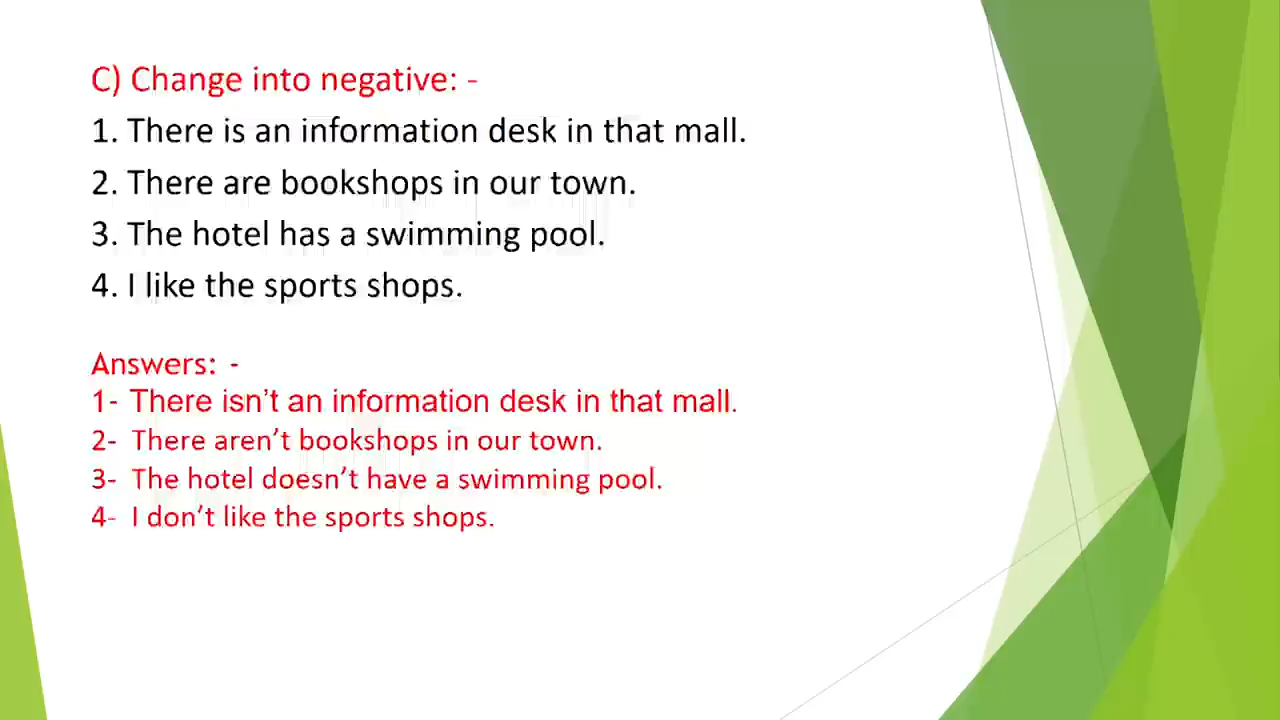 C) Change into negative: -
1. There is an information desk in that mall.
2. There are bookshops in our town.
3. The hotel has a swimming pool.
4. I like the sports shops.
Answers: -
1- There isn’t an information desk in that mall.
2- There aren’t bookshops in our town.
3- The hotel doesn’t have a swimming pool.
4- I don’t like the sports shops.